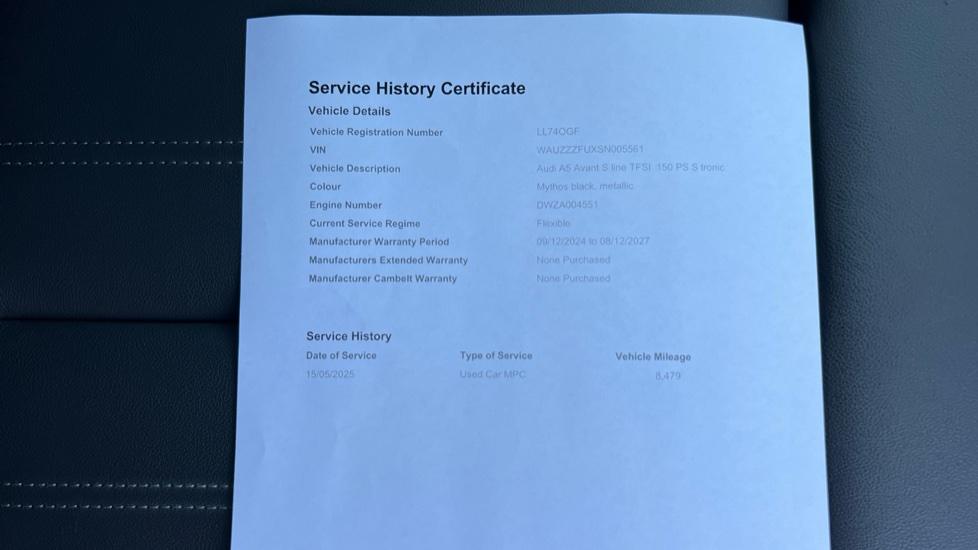 Service History Certificate
Vehicle Details
Vehicle Registration Number LL74OGF
VIN WAUZZZFUXSN005561
Vehicle Description Audi A5 Avant S line TFSI 150 PS S tronic
Colour Mythos black, metallic
Engine Number DWZA004551
Current Service Regime Flexible
Manufacturer Warranty Period 09/12/2024 to 08/12/2027
Manufacturers Extended Warranty None Purchased
Manufacturer Cambelt Warranty None Purchased
Service History
Date of Service Type of Service Vehicle Mileage
15/05/2025 Used Car MPC 8,479